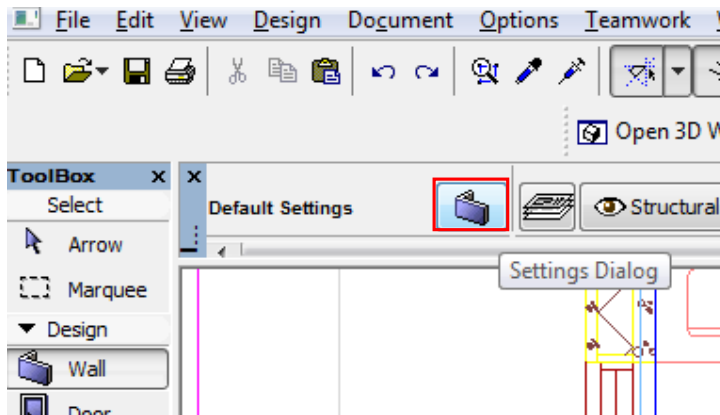 File Edit View Design Document Options Teamwork
Open 3D
ToolBox x x
Select
Default Settings
Structural
Arrow
Settings Dialog
Marquee
Design
Wall
Door